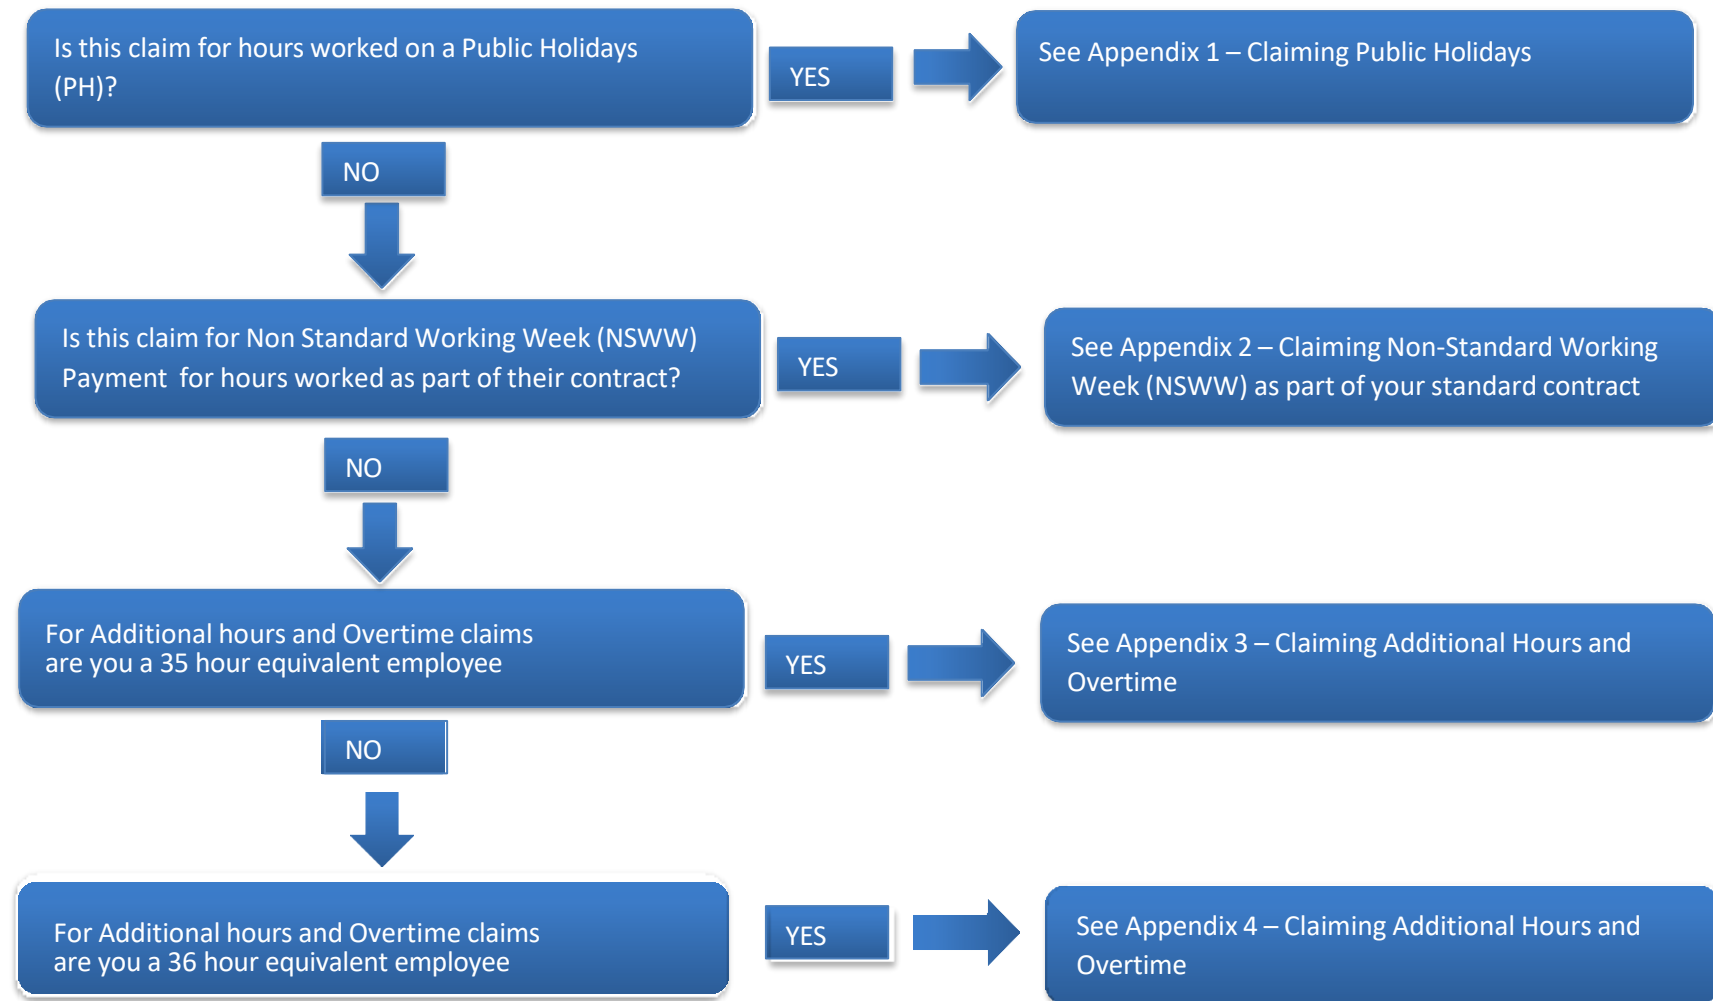 Is this claim for hours worked on a Public Holidays
(PH)?
YES
See Appendix 1 – Claiming Public Holidays
NO
Is this claim for Non Standard Working Week (NSWW)
Payment  for hours worked as part of their contract?
YES
See Appendix 2 – Claiming Non-Standard Working
Week (NSWW) as part of your standard contract
NO
For Additional hours and Overtime claims
are you a 35 hour equivalent employee
YES
See Appendix 3 – Claiming Additional Hours and
Overtime
NO
For Additional hours and Overtime claims
are you a 36 hour equivalent employee
YES
See Appendix 4 – Claiming Additional Hours and
Overtime